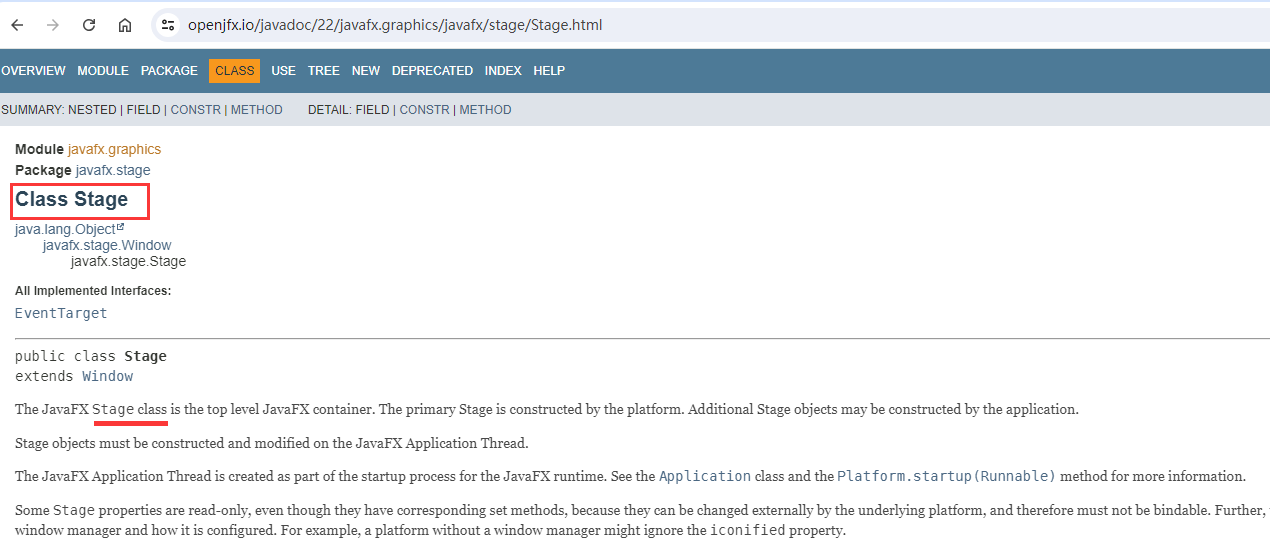 openjfx.io/javadoc/22/javafx.graphics/javafx/stage/Stage.html
OVERVIEW MODULE PACKAGE CLASS USE TREE NEW DEPRECATED INDEX HELP
SUMMARY: NESTED | FIELD | CONSTR | METHOD DETAIL: FIELD | CONSTR | METHOD
Module javafx.graphics
Package javafx.stage
Class Stage
java.lang.Object
javafx.stage.Window
javafx.stage.Stage
All Implemented Interfaces:
EventTarget
public class Stage
extends Window
The JavaFX Stage class is the top level JavaFX container. The primary Stage is constructed by the platform. Additional Stage objects may be constructed by the application.
Stage objects must be constructed and modified on the JavaFX Application Thread.
The JavaFX Application Thread is created as part of the startup process for the JavaFX runtime. See the Application class and the Platform.startup(Runnable) method for more information.
Some Stage properties are read-only, even though they have corresponding set methods, because they can be changed externally by the underlying platform, and therefore must not be bindable. Further,
window manager and how it is configured. For example, a platform without a window manager might ignore the iconified property.